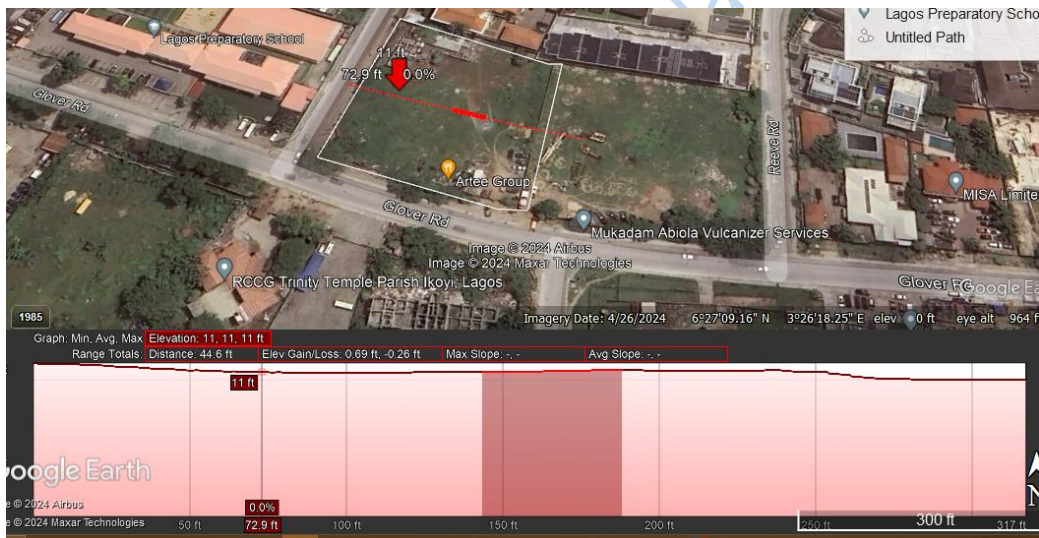 Lagos Preparatory Scho
Untitled Path
Lagos Preparatory School
11 ft
72.9 ft 0.0%
Glover Rd
Reeve Rd
Artee Group
MISA Limite
Glover Rd
Mukadam Abiola Vulcanizer Services
Image © 2024 Airbus
Image © 2024 Maxar Technologies
RCCG Trinity Temple Parish Ikoyi, Lagos
Glover R
Google Ea
1985
Imagery Date: 4/26/2024 6°27'09.16" N 3°26'18.25" E elev 0 ft eye alt 964 f
Graph: Min, Avg, Max Elevation: 11, 11, 11 ft
Range Totals: Distance: 44.6 ft Elev Gain/Loss: 0.69 ft, -0.26 ft Max Slope: -, - Avg Slope: -, -
11 ft
oogle Earth
e © 2024 Airbus
e © 2024 Maxar Technologies
0.0%
50 ft 72.9 ft 100 ft 150 ft 200 ft 250 ft 300 ft 317 ft
N